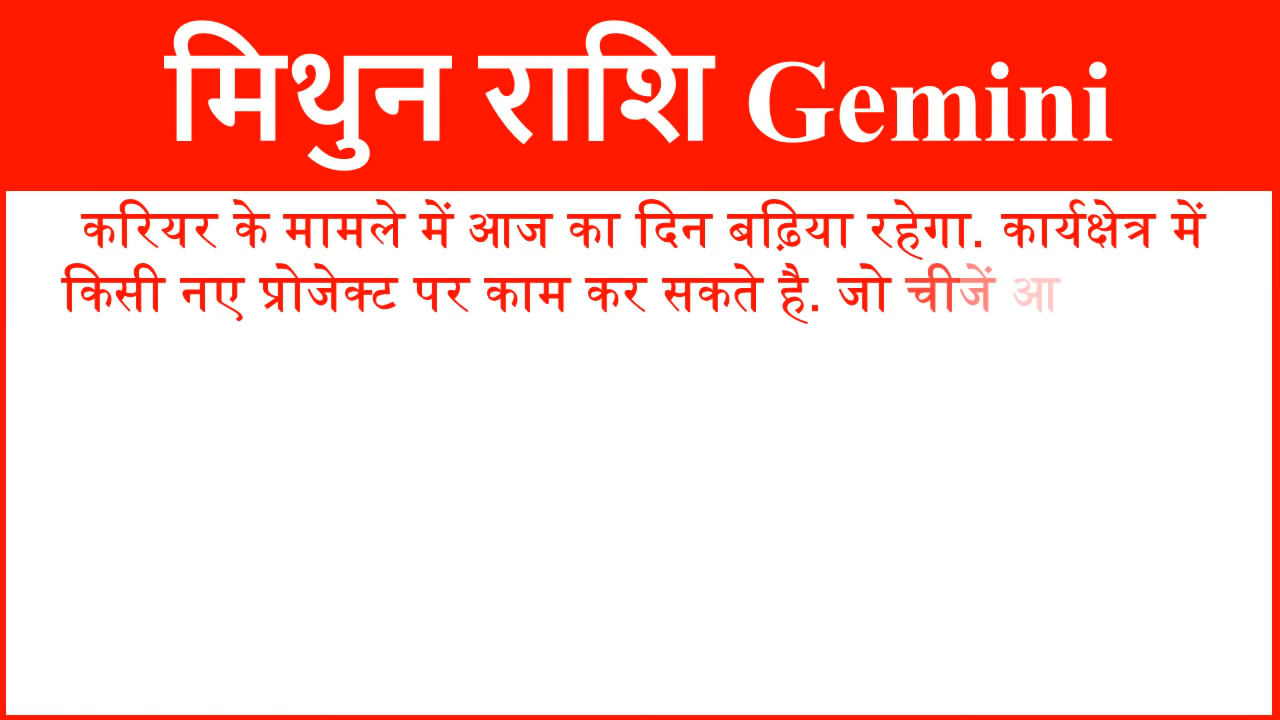 मिथुन राशि Gemini
करियर के मामले में आज का दिन बढ़िया रहेगा. कार्यक्षेत्र में
किसी नए प्रोजेक्ट पर काम कर सकते है. जो चीजें आ